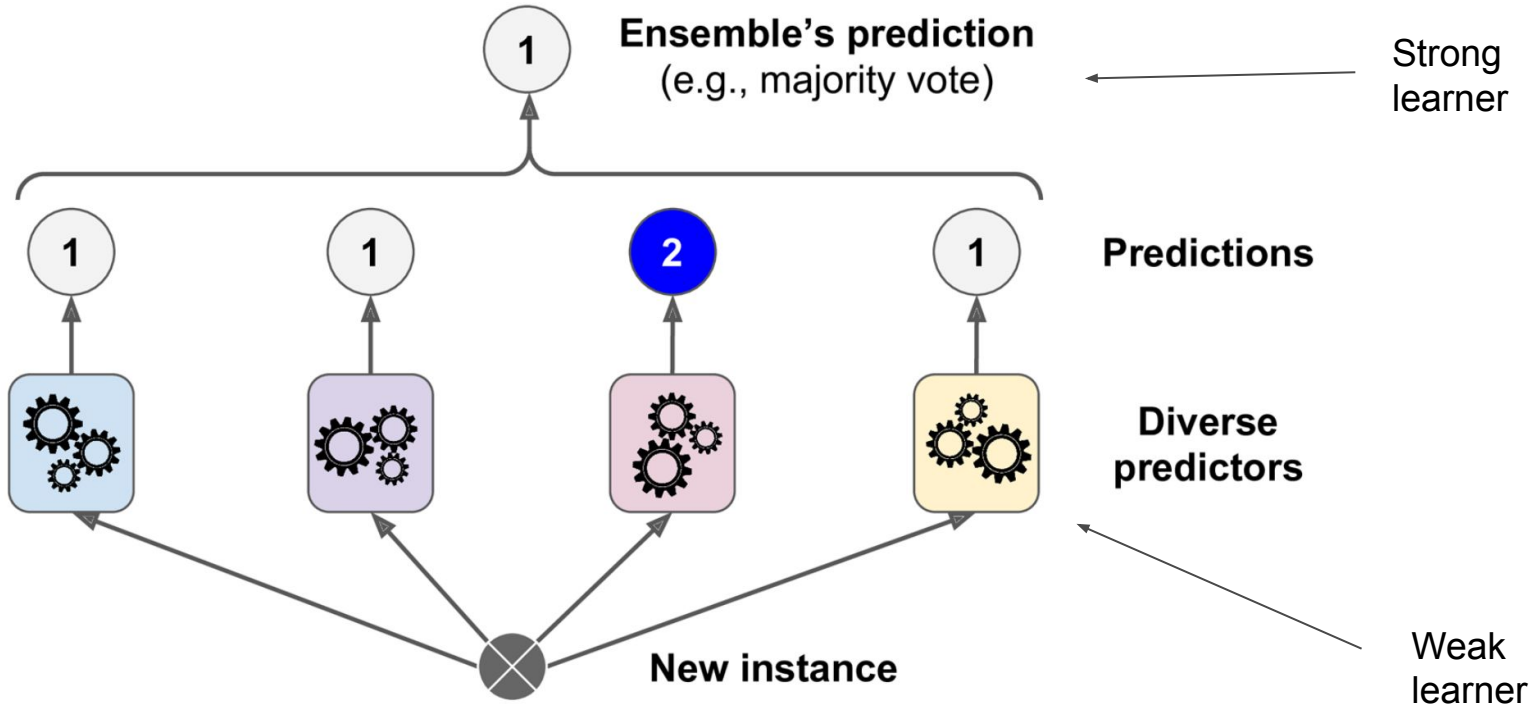 1
Ensemble's prediction
(e.g., majority vote)
Strong
learner
1
1
2
1
Predictions
Diverse
predictors
New instance
Weak
learner